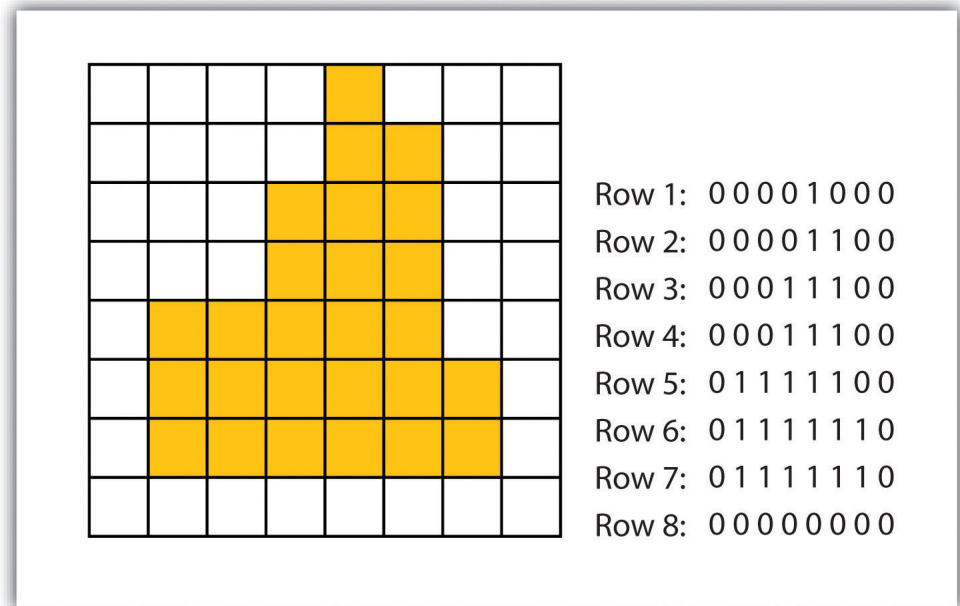 Row 1: 0 0 0 0 1 0 0 0
Row 2: 0 0 0 0 1 1 0 0
Row 3: 0 0 0 1 1 1 0 0
Row 4: 0 0 0 1 1 1 0 0
Row 5: 0 1 1 1 1 1 0 0
Row 6: 0 1 1 1 1 1 1 0
Row 7: 0 1 1 1 1 1 1 0
Row 8: 0 0 0 0 0 0 0 0